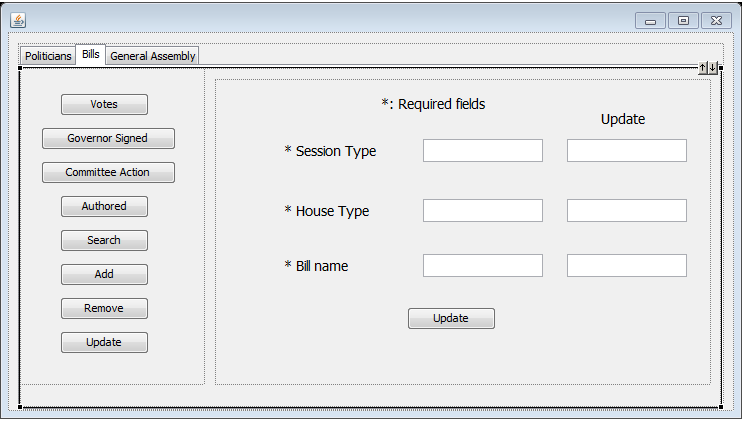 Politicians Bills General Assembly
Votes
Governor Signed
Committee Action
Authored
Search
Add
Remove
Update
*: Required fields
Update
* Session Type
* House Type
* Bill name
Update